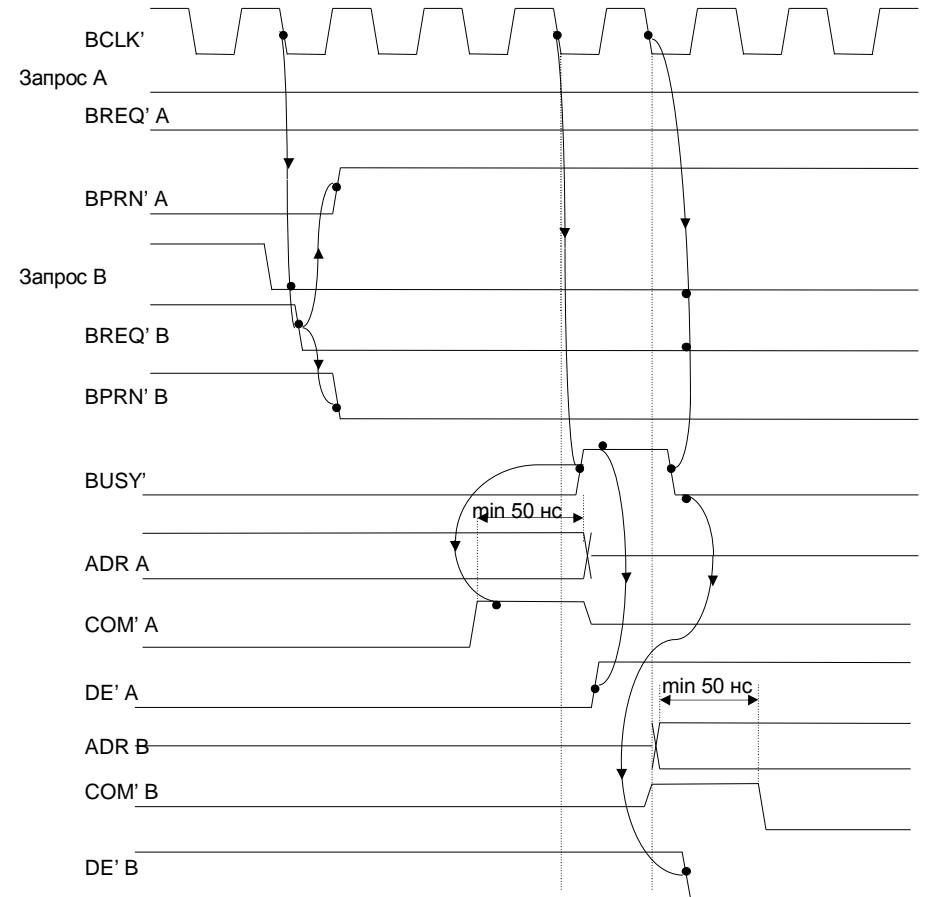 BCLK’
Запрос А
BREQ’ A
BPRN’ A
Запрос В
BREQ’ B
BPRN’ B
BUSY’
min 50 нс
ADR A
COM’ A
DE’ A
min 50 нс
ADR B
COM’ B
DE’ B